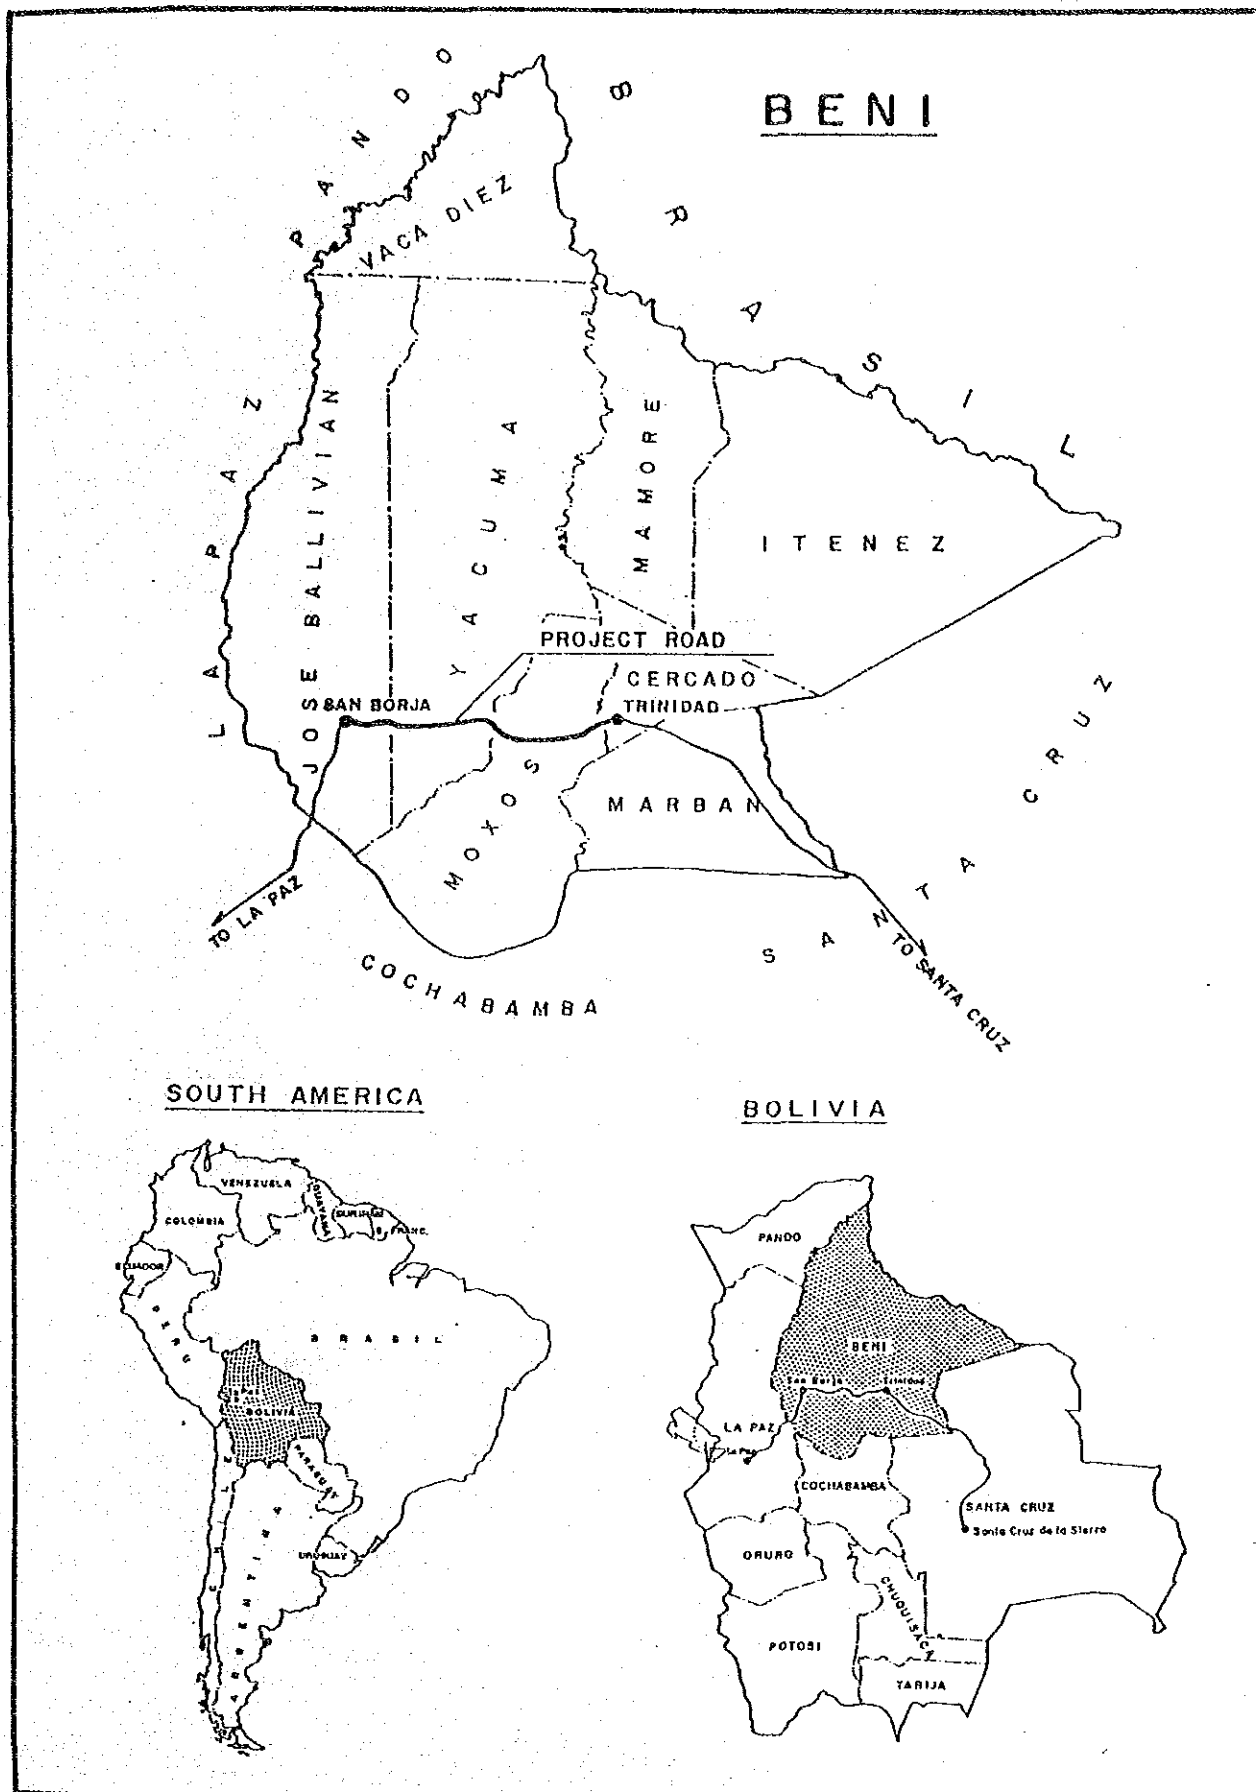 BENI
PANDO
BRASIL
VACA DIEZ
LA PAZ
JOSE BALLIVIAN
YACUMA
MAMORE
ITENEZ
PROJECT ROAD
CERCADO
SAN BORJA
TRINIDAD
MOXOS
MARBAN
SANTA CRUZ
TO LA PAZ
COCHABAMBA
TO SANTA CRUZ
SOUTH AMERICA
VENEZUELA
COLOMBIA
GUAYANA
FRANC.
ECUADOR
PERU
BRASIL
BOLIVIA
PARAGUAY
CHILE
ARGENTINA
URUGUAY
BOLIVIA
PANDO
BENI
San Borja
Trinidad
LA PAZ
La Paz
COCHABAMBA
SANTA CRUZ
Santa Cruz de la Sierra
ORURO
CHUQUISACA
POTOSI
TARIJA